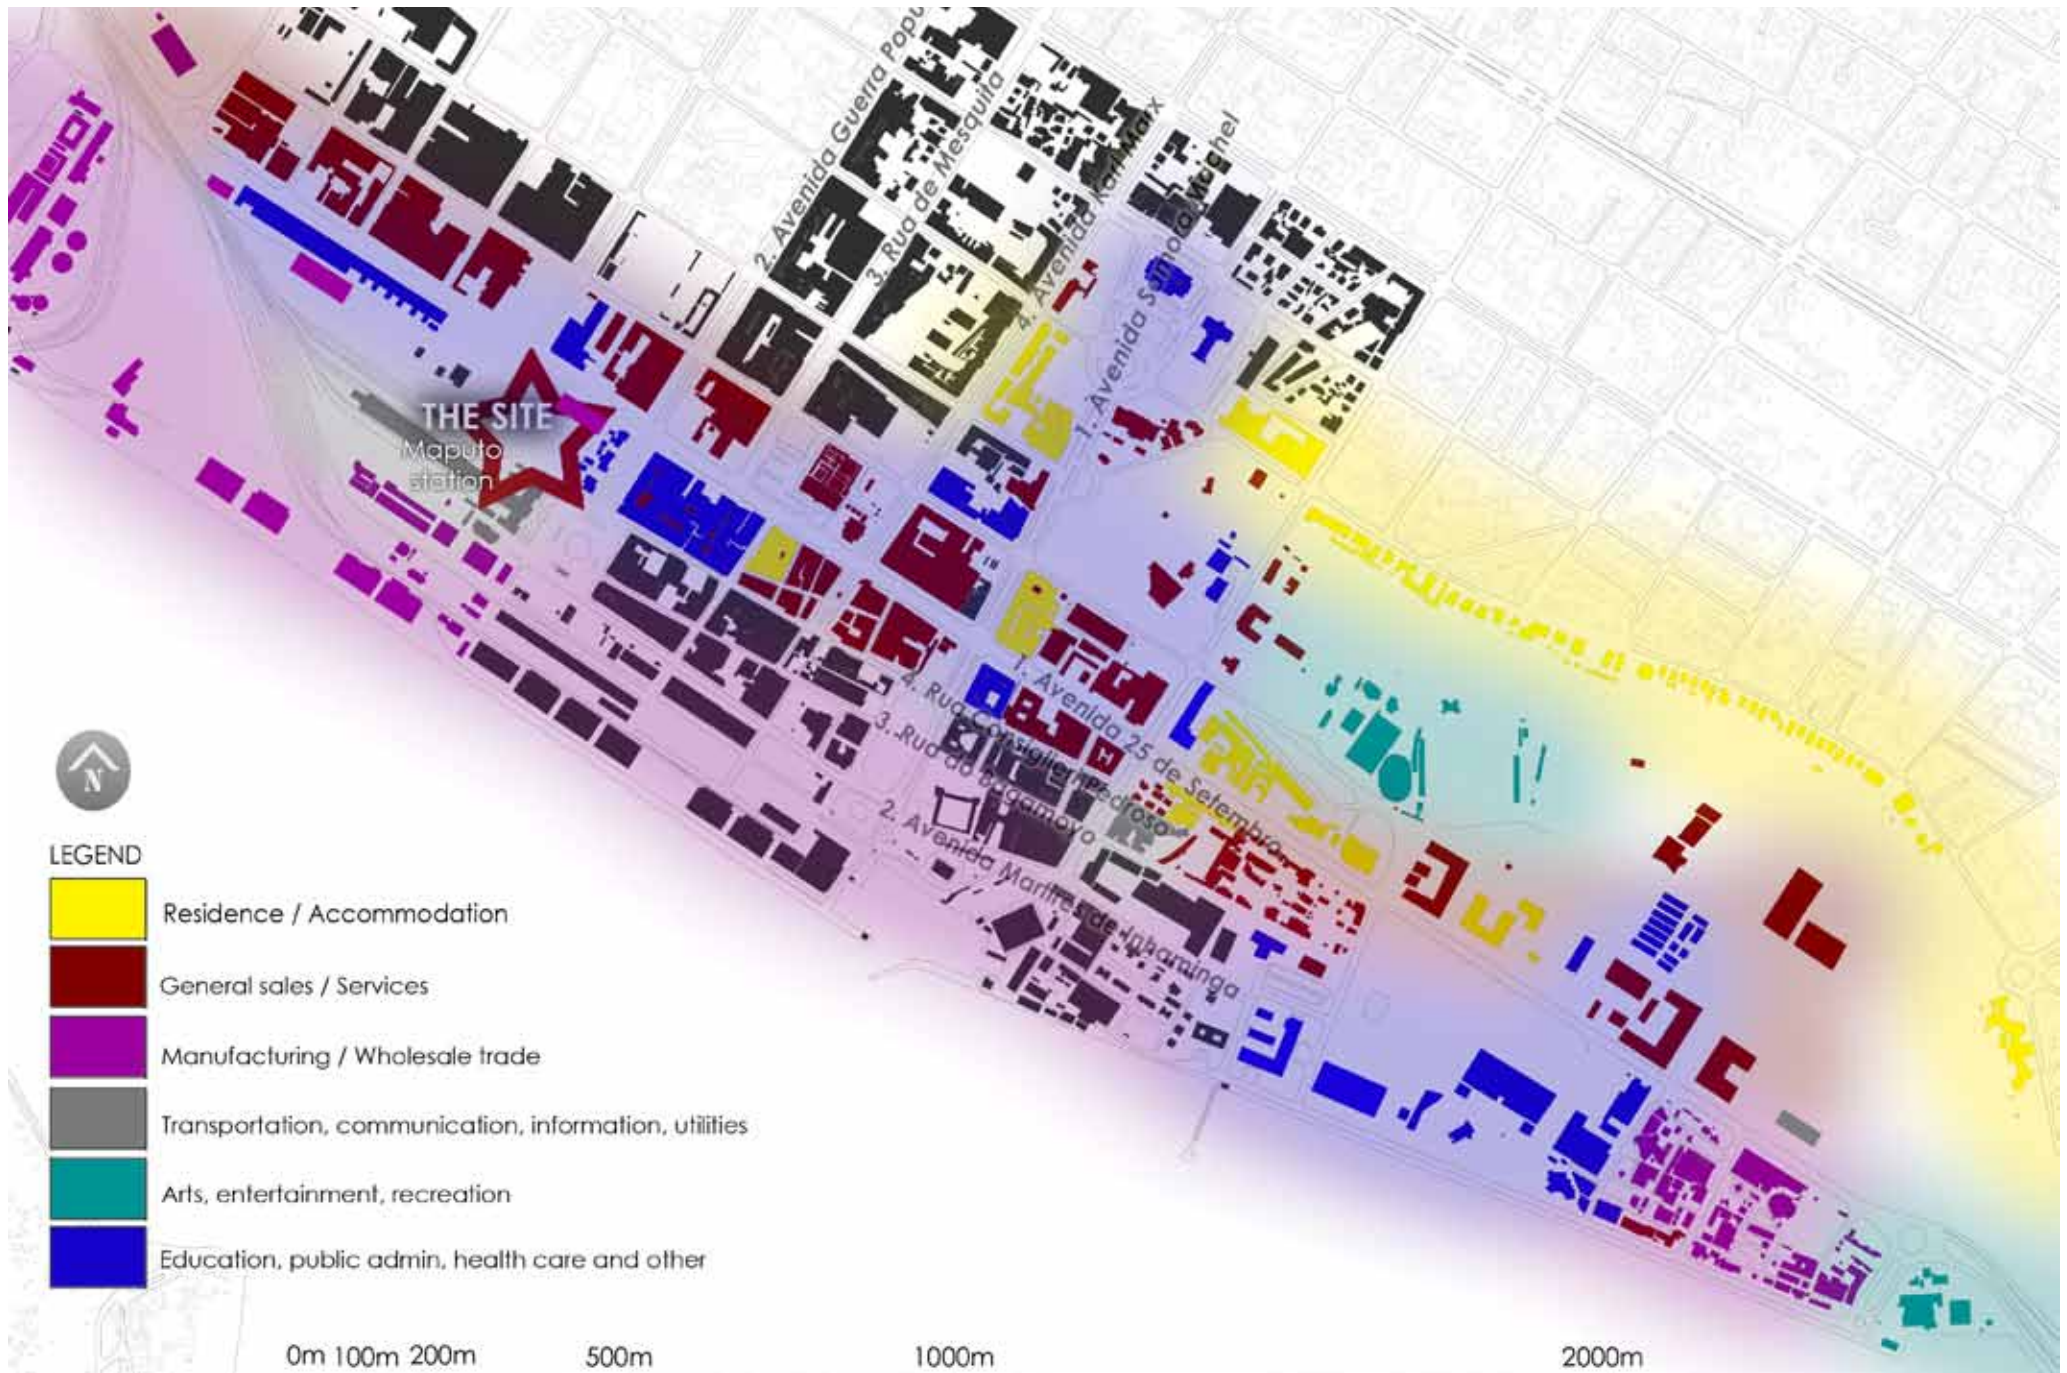 2. Avenida Guerra Popu
3. Rua de Mesquita
4. Avenida Karl Marx
1. Avenida Samora Machel
THE SITE
Maputo
station
1. Avenida 25 de Setembro
4. Rua Consiglieri Pedroso
3. Rua do Bagamoyo
2. Avenida Martires de Inhaminga
N
LEGEND
Residence / Accommodation
General sales / Services
Manufacturing / Wholesale trade
Transportation, communication, information, utilities
Arts, entertainment, recreation
Education, public admin, health care and other
0m 100m 200m 500m 1000m 2000m